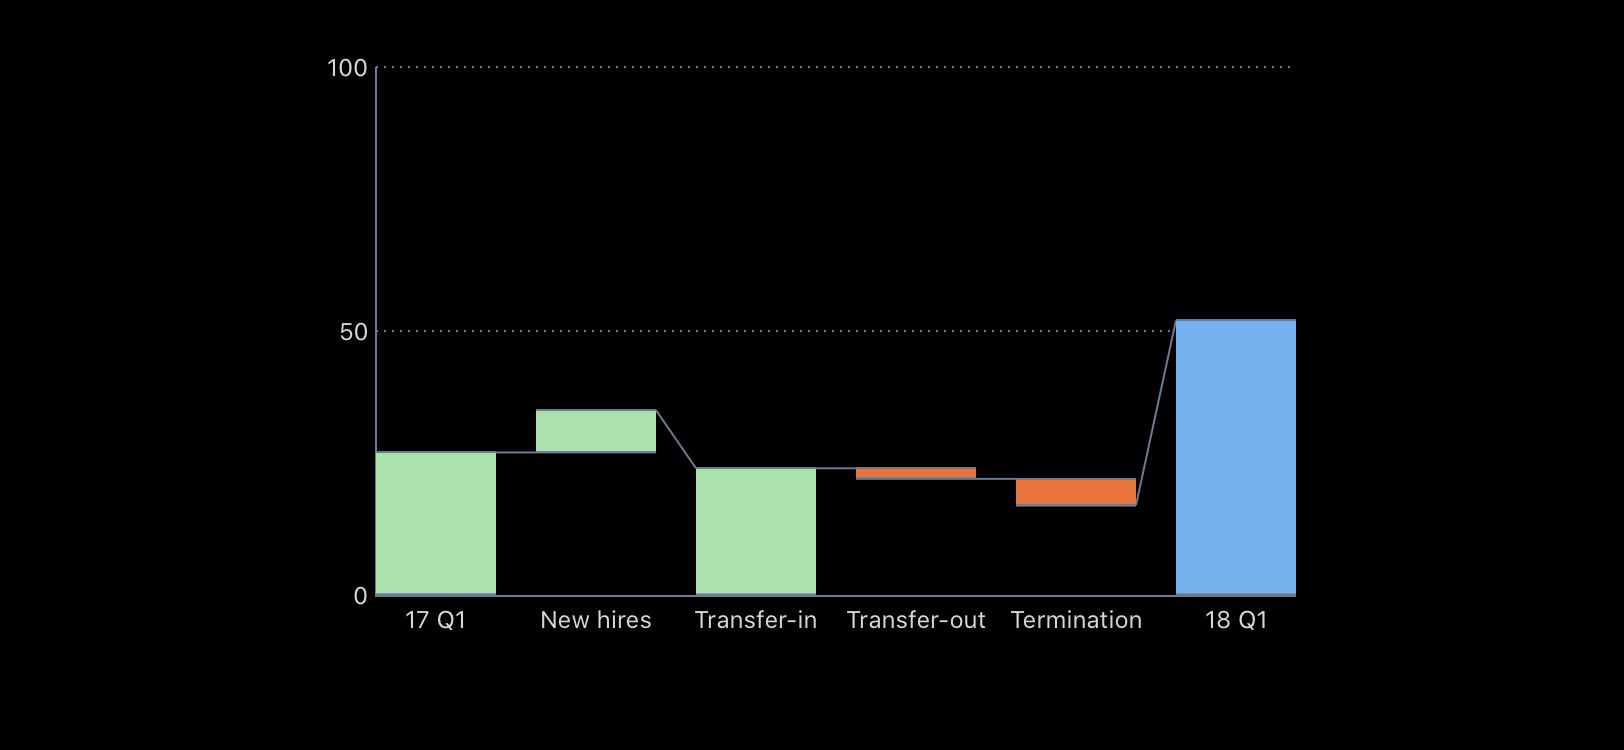 100
50
0
17 Q1
New hires
Transfer-in
Transfer-out
Termination
18 Q1